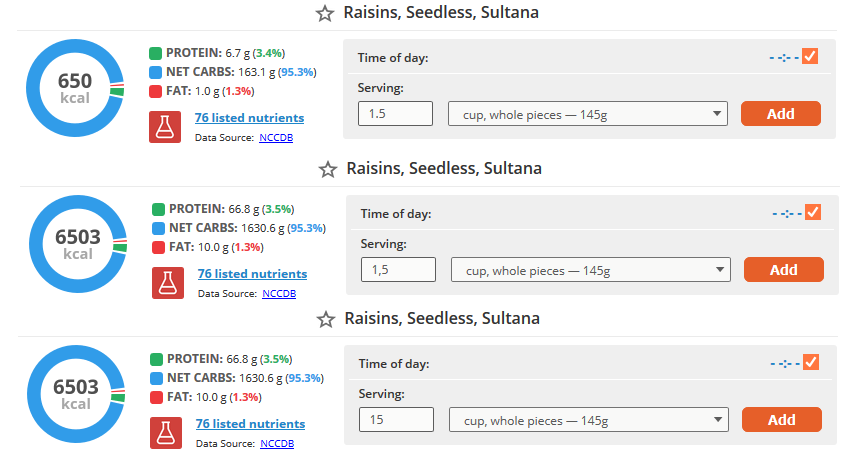 Raisins, Seedless, Sultana
650
kcal
PROTEIN: 6.7 g (3.4%)
NET CARBS: 163.1 g (95.3%)
FAT: 1.0 g (1.3%)
76 listed nutrients
Data Source: NCCDB
Time of day:
--:--
Serving:
1.5
cup, whole pieces — 145g
Add
Raisins, Seedless, Sultana
6503
kcal
PROTEIN: 66.8 g (3.5%)
NET CARBS: 1630.6 g (95.3%)
FAT: 10.0 g (1.3%)
76 listed nutrients
Data Source: NCCDB
Time of day:
--:--
Serving:
1,5
cup, whole pieces — 145g
Add
Raisins, Seedless, Sultana
6503
kcal
PROTEIN: 66.8 g (3.5%)
NET CARBS: 1630.6 g (95.3%)
FAT: 10.0 g (1.3%)
76 listed nutrients
Data Source: NCCDB
Time of day:
--:--
Serving:
15
cup, whole pieces — 145g
Add